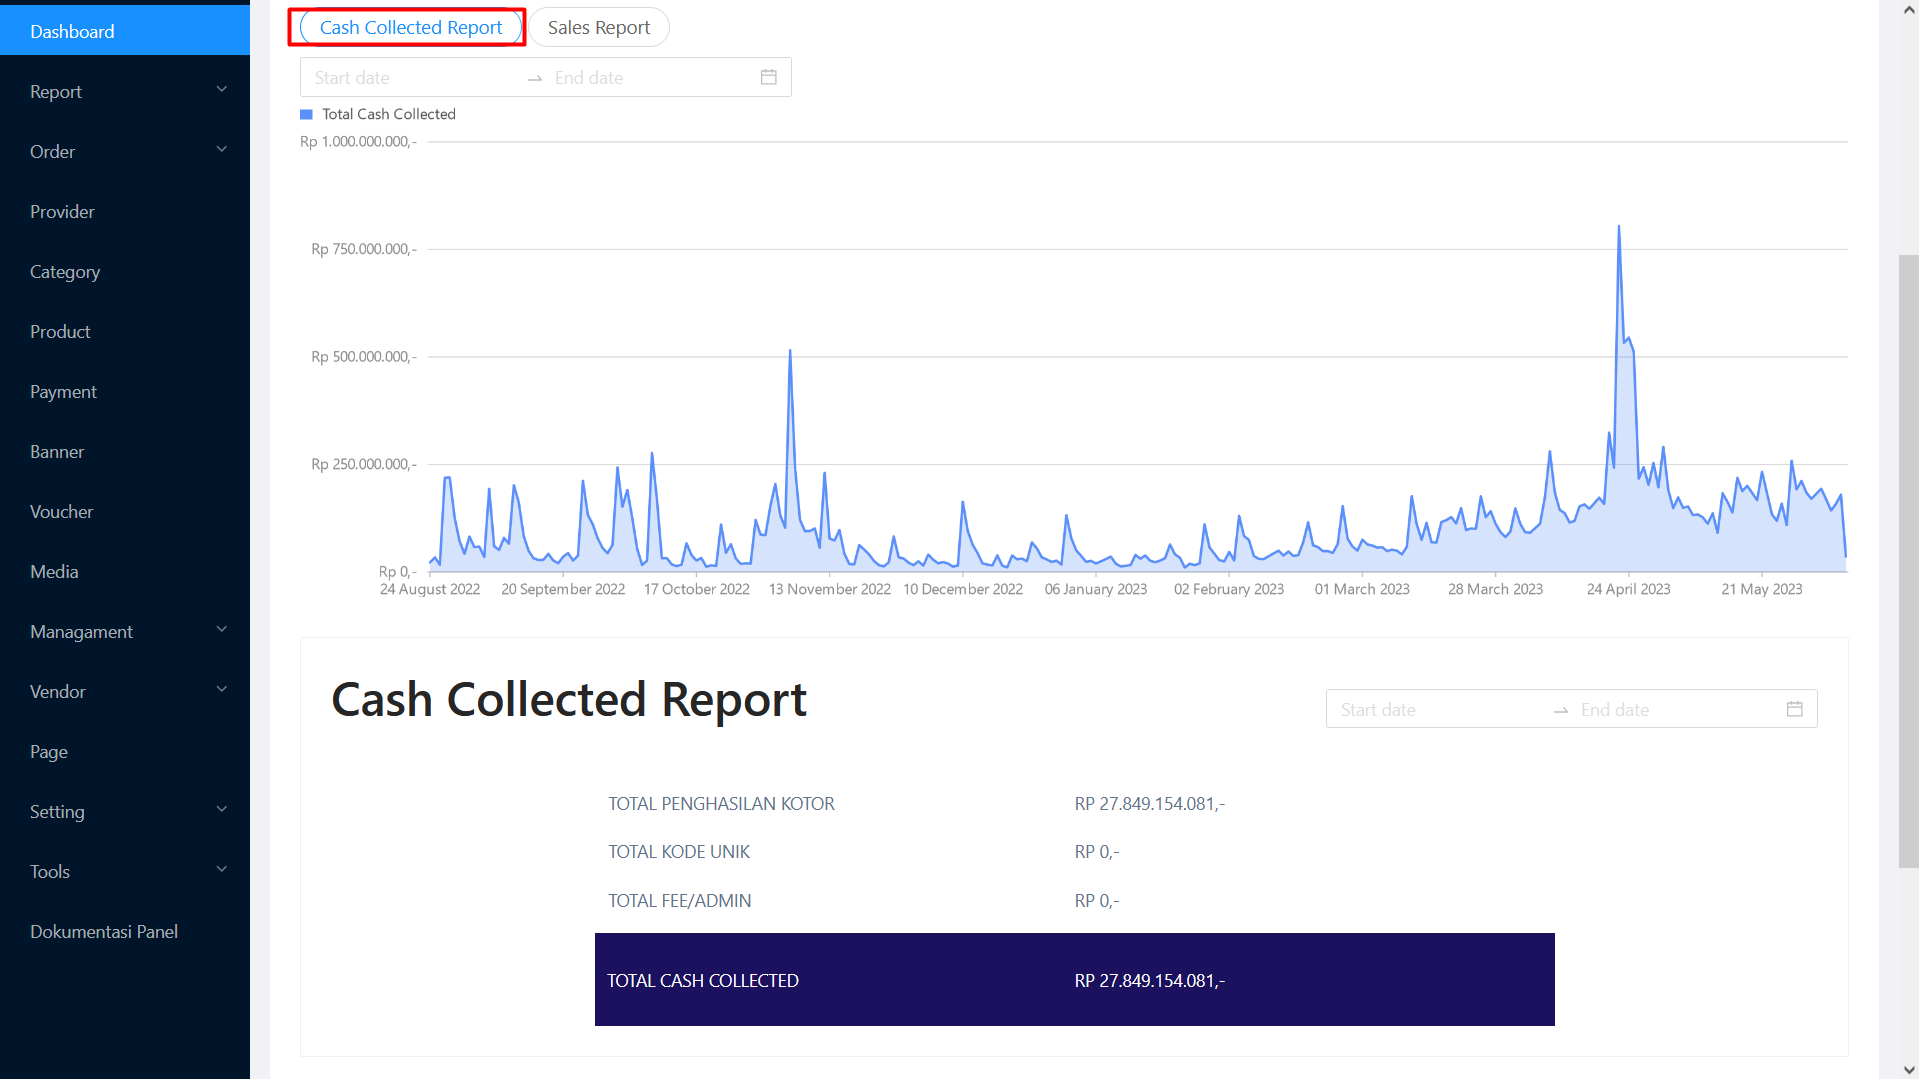 Dashboard
Report
Order
Provider
Category
Product
Payment
Banner
Voucher
Media
Managament
Vendor
Page
Setting
Tools
Dokumentasi Panel
Cash Collected Report Sales Report
Start date End date
Total Cash Collected
Rp 1.000.000.000,-
Rp 750.000.000,-
Rp 500.000.000,-
Rp 250.000.000,-
Rp 0,-
24 August 2022 20 September 2022 17 October 2022 13 November 2022 10 December 2022 06 January 2023 02 February 2023 01 March 2023 28 March 2023 24 April 2023 21 May 2023
Cash Collected Report
Start date End date
TOTAL PENGHASILAN KOTOR RP 27.849.154.081,-
TOTAL KODE UNIK RP 0,-
TOTAL FEE/ADMIN RP 0,-
TOTAL CASH COLLECTED RP 27.849.154.081,-